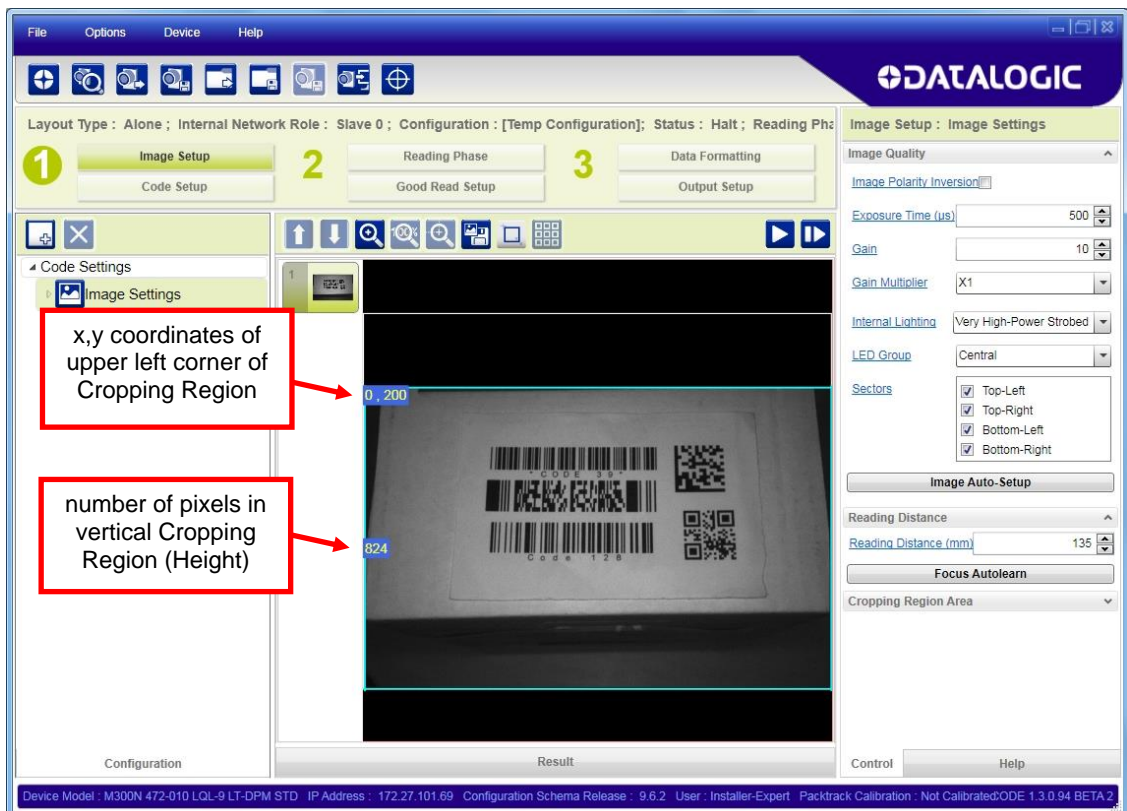 File Options Device Help
DATALOGIC
Layout Type : Alone ; Internal Network Role : Slave 0 ; Configuration : [Temp Configuration]; Status : Halt ; Reading Pha
Image Setup : Image Settings
1 Image Setup 2 Reading Phase 3 Data Formatting
Code Setup Good Read Setup Output Setup
Image Quality
Image Polarity Inversion
Exposure Time (µs) 500
Gain 10
Gain Multiplier X1
Internal Lighting Very High-Power Strobed
LED Group Central
Sectors Top-Left
Top-Right
Bottom-Left
Bottom-Right
Image Auto-Setup
Reading Distance
Reading Distance (mm) 135
Focus Autolearn
Cropping Region Area
Code Settings
Image Settings
x,y coordinates of
upper left corner of
Cropping Region
number of pixels in
vertical Cropping
Region (Height)
1
100%
0 , 200
*CODE 39*
824
Code 128
Configuration Result Control Help
Device Model : M300N 472-010 LQL-9 LT-DPM STD IP Address : 172.27.101.69 Configuration Schema Release : 9.6.2 User : Installer-Expert Packtrack Calibration : Not Calibrated CODE 1.3.0.94 BETA 2